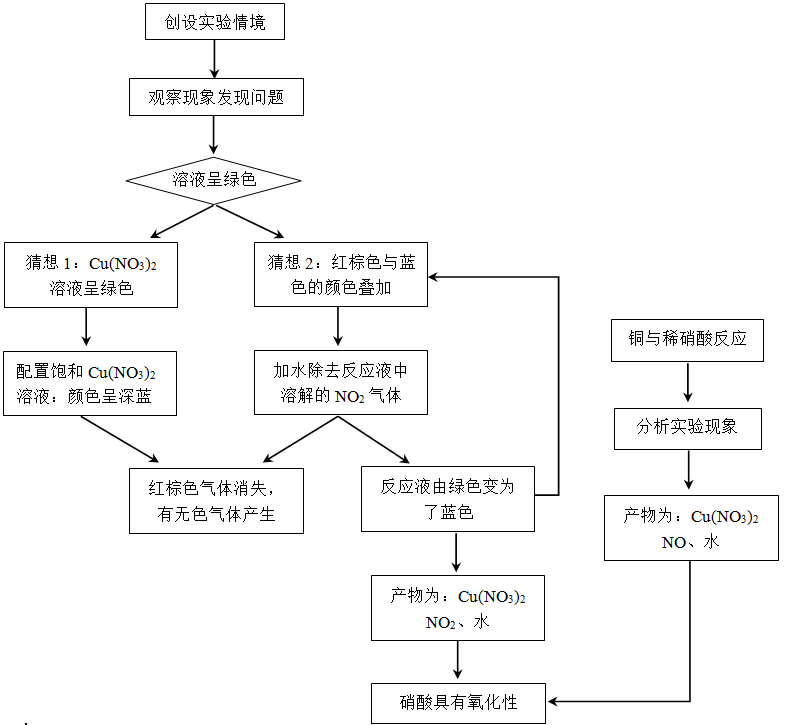 创设实验情境
观察现象发现问题
溶液呈绿色
猜想1：Cu(NO3)2
溶液呈绿色
猜想2：红棕色与蓝
色的颜色叠加
配置饱和Cu(NO3)2
溶液：颜色呈深蓝
加水除去反应液中
溶解的NO2气体
铜与稀硝酸反应
分析实验现象
红棕色气体消失，
有无色气体产生
反应液由绿色变为
了蓝色
产物为：Cu(NO3)2
NO、水
产物为：Cu(NO3)2
NO2、水
硝酸具有氧化性
.